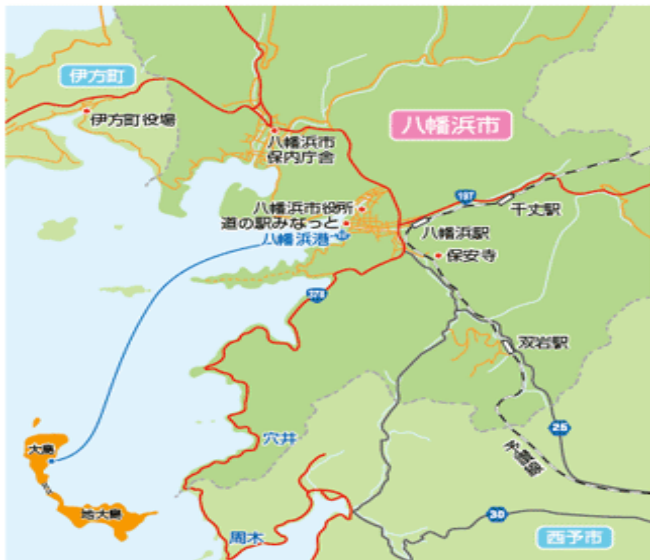 伊方町
伊方町役場
八幡浜市
八幡浜市
保内庁舎
八幡浜市役所
道の駅みなっと
八幡浜港
197
千丈駅
八幡浜駅
保安寺
378
双岩駅
25
穴井
大島
地大島
30
周木
西予市